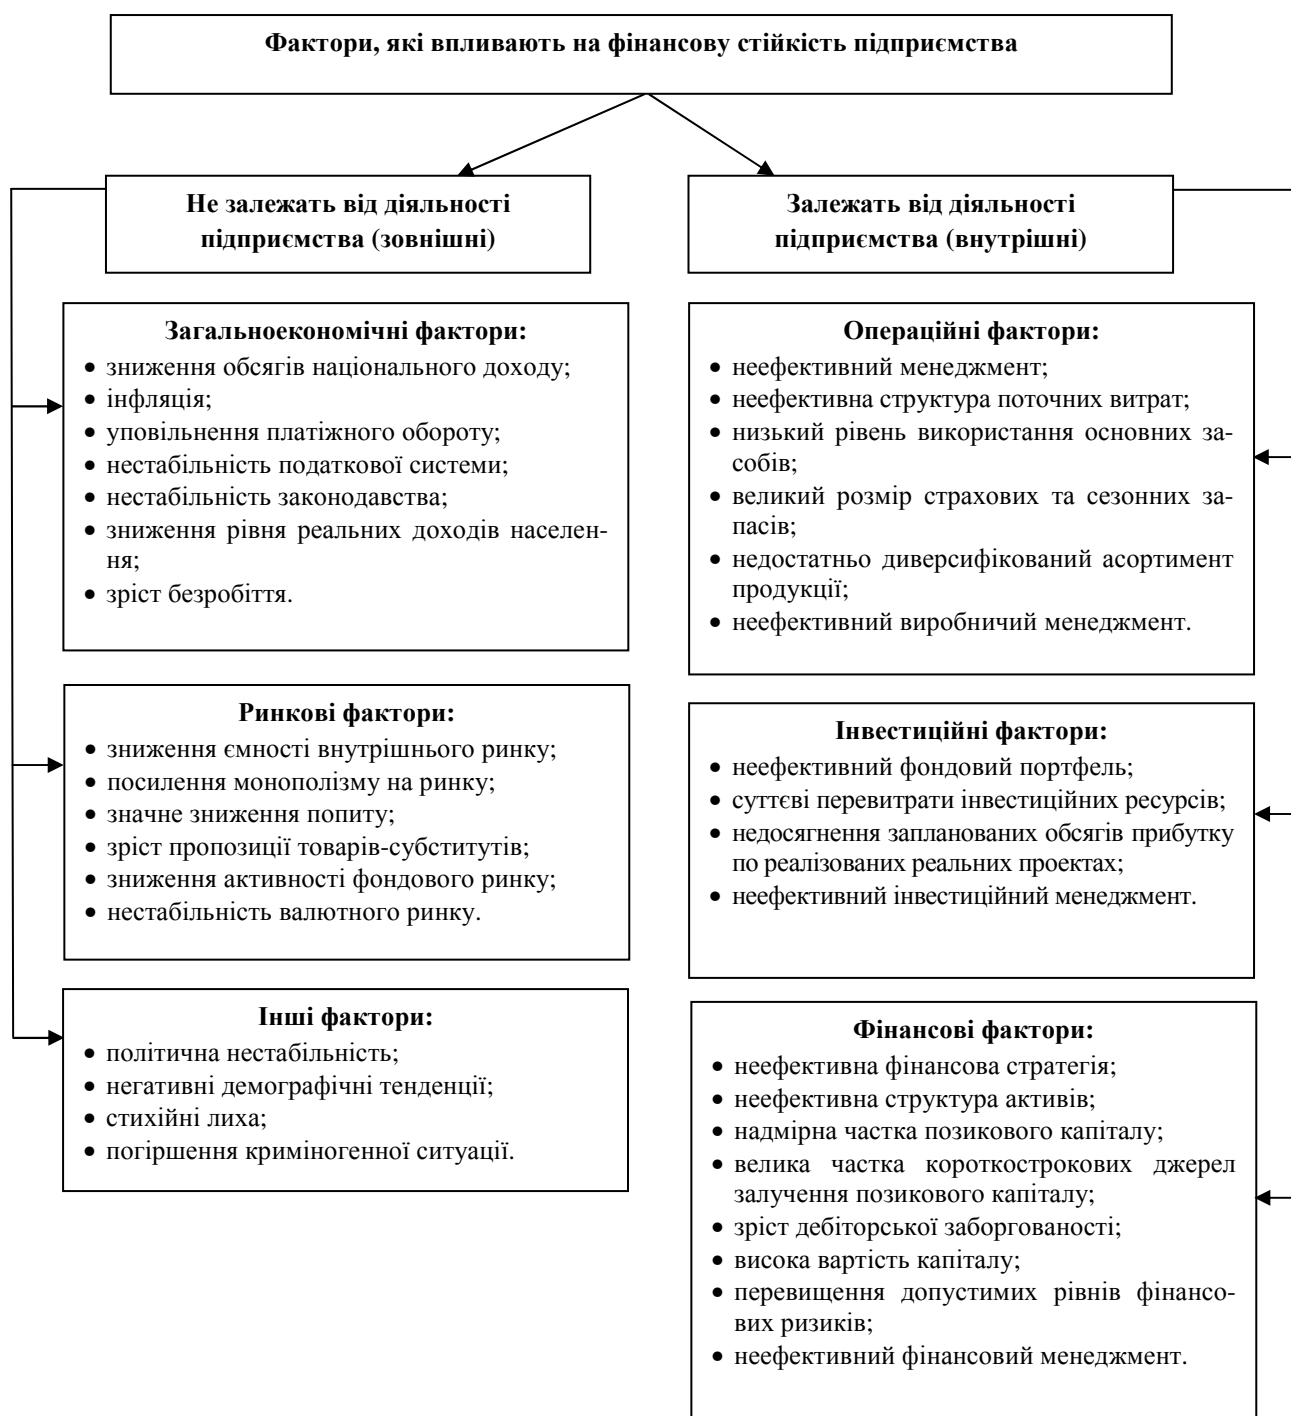 Фактори, які впливають на фінансову стійкість підприємства
Не залежать від діяльності
підприємства (зовнішні)
Загальноекономічні фактори:
• зниження обсягів національного доходу;
• інфляція;
• уповільнення платіжного обороту;
• нестабільність податкової системи;
• нестабільність законодавства;
• зниження рівня реальних доходів населен-
ня;
• зріст безробіття.
Ринкові фактори:
• зниження ємності внутрішнього ринку;
• посилення монополізму на ринку;
• значне зниження попиту;
• зріст пропозиції товарів-субститутів;
• зниження активності фондового ринку;
• нестабільність валютного ринку.
Інші фактори:
• політична нестабільність;
• негативні демографічні тенденції;
• стихійні лиха;
• погіршення криміногенної ситуації.
Залежать від діяльності
підприємства (внутрішні)
Операційні фактори:
• неефективний менеджмент;
• неефективна структура поточних витрат;
• низький рівень використання основних за-
собів;
• великий розмір страхових та сезонних за-
пасів;
• недостатньо диверсифікований асортимент
продукції;
• неефективний виробничий менеджмент.
Інвестиційні фактори:
• неефективний фондовий портфель;
• суттєві перевитрати інвестиційних ресурсів;
• недосягнення запланованих обсягів прибутку
по реалізованих реальних проектах;
• неефективний інвестиційний менеджмент.
Фінансові фактори:
• неефективна фінансова стратегія;
• неефективна структура активів;
• надмірна частка позикового капіталу;
• велика частка короткострокових джерел
залучення позикового капіталу;
• зріст дебіторської заборгованості;
• висока вартість капіталу;
• перевищення допустимих рівнів фінансо-
вих ризиків;
• неефективний фінансовий менеджмент.